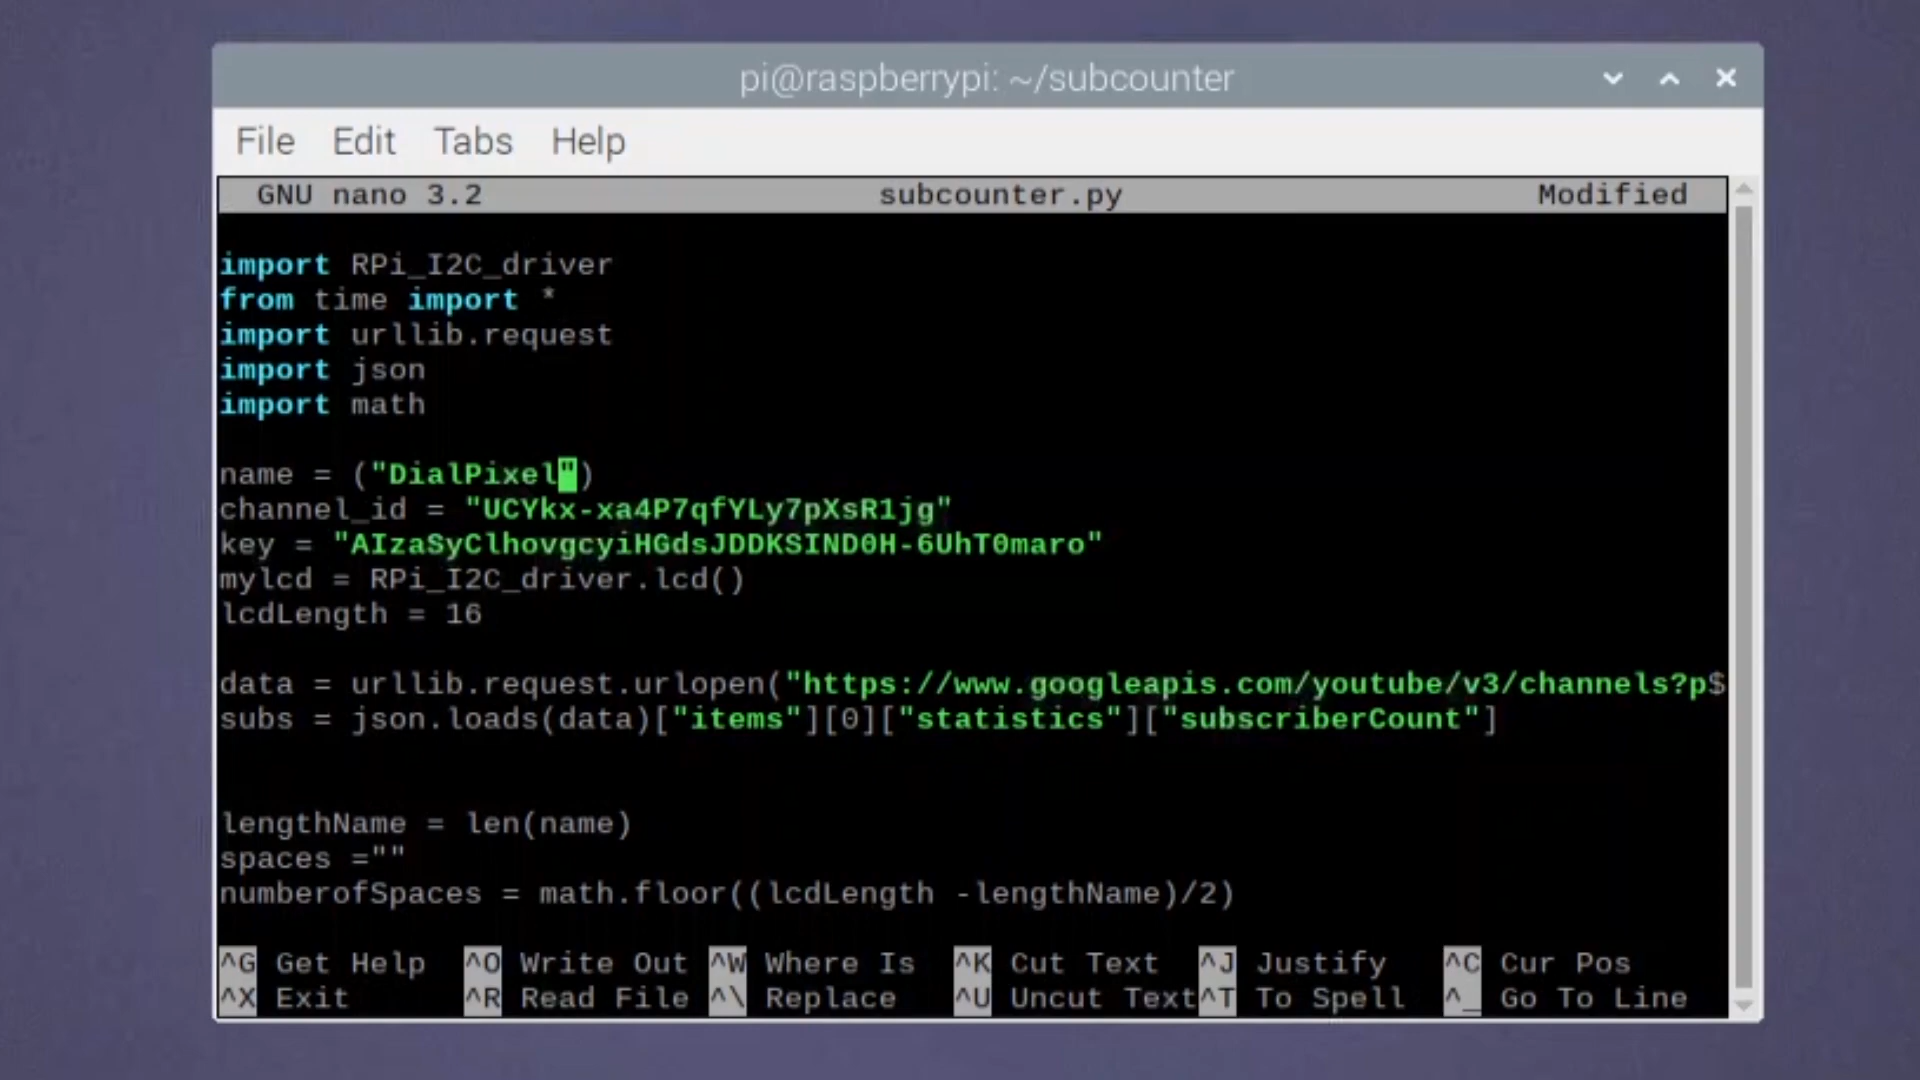 pi@raspberrypi: ~/subcounter
File Edit Tabs Help
GNU nano 3.2 subcounter.py Modified
import RPi_I2C_driver
from time import *
import urllib.request
import json
import math
name = ("DialPixel")
channel_id = "UCYkx-xa4P7qfYLy7pXsR1jg"
key = "AIzaSyClhovgcyiHGdsJDDKSIND0H-6UhT0maro"
mylcd = RPi_I2C_driver.lcd()
lcdLength = 16
data = urllib.request.urlopen("https://www.googleapis.com/youtube/v3/channels?p$
subs = json.loads(data)["items"][0]["statistics"]["subscriberCount"]
lengthName = len(name)
spaces =""
numberofSpaces = math.floor((lcdLength -lengthName)/2)
^G Get Help ^O Write Out ^W Where Is ^K Cut Text ^J Justify ^C Cur Pos
^X Exit ^R Read File ^\ Replace ^U Uncut Text ^T To Spell ^_ Go To Line